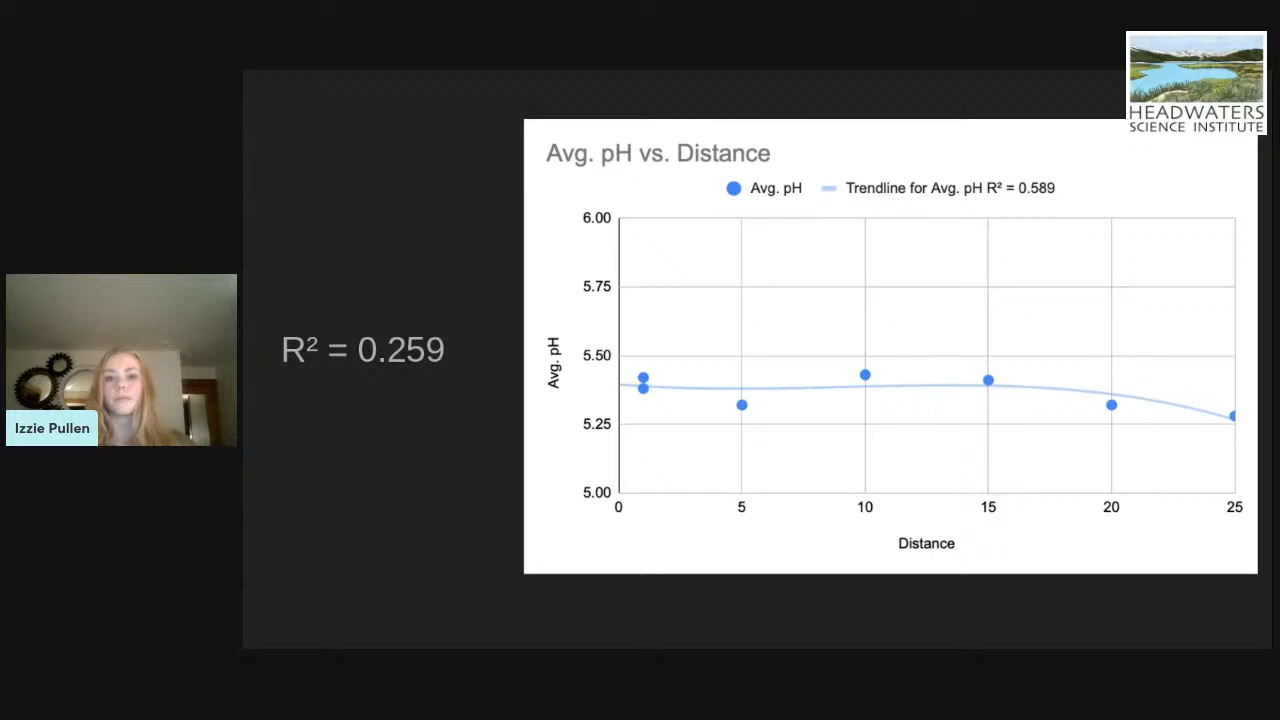 HEADWATERS
SCIENCE INSTITUTE
Avg. pH vs. Distance
Avg. pH
Trendline for Avg. pH R² = 0.589
6.00
5.75
5.50
5.25
5.00
Avg. pH
0 5 10 15 20 25
Distance
R² = 0.259
Izzie Pullen